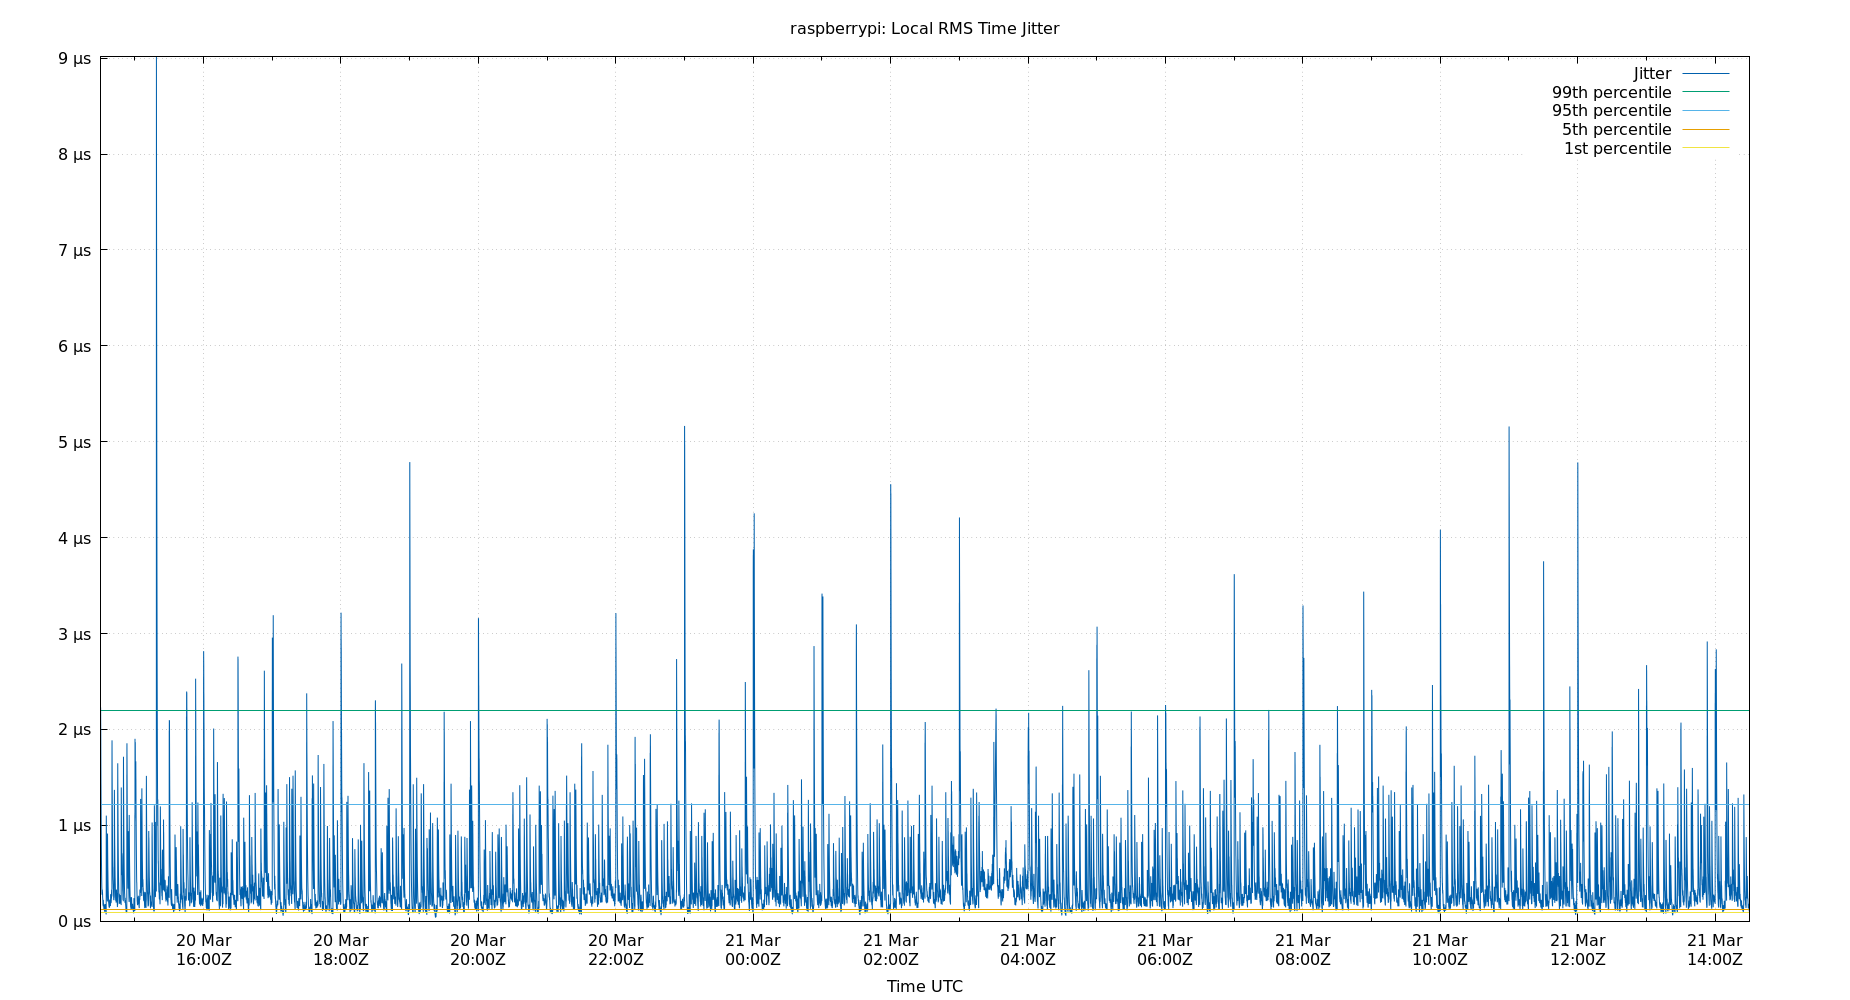 raspberrypi: Local RMS Time Jitter
9 μs
8 μs
7 μs
6 μs
5 μs
4 μs
3 μs
2 μs
1 μs
0 μs
Jitter
99th percentile
95th percentile
5th percentile
1st percentile
20 Mar 20 Mar 20 Mar 20 Mar 21 Mar 21 Mar 21 Mar 21 Mar 21 Mar 21 Mar 21 Mar 21 Mar
16:00Z 18:00Z 20:00Z 22:00Z 00:00Z 02:00Z 04:00Z 06:00Z 08:00Z 10:00Z 12:00Z 14:00Z
Time UTC